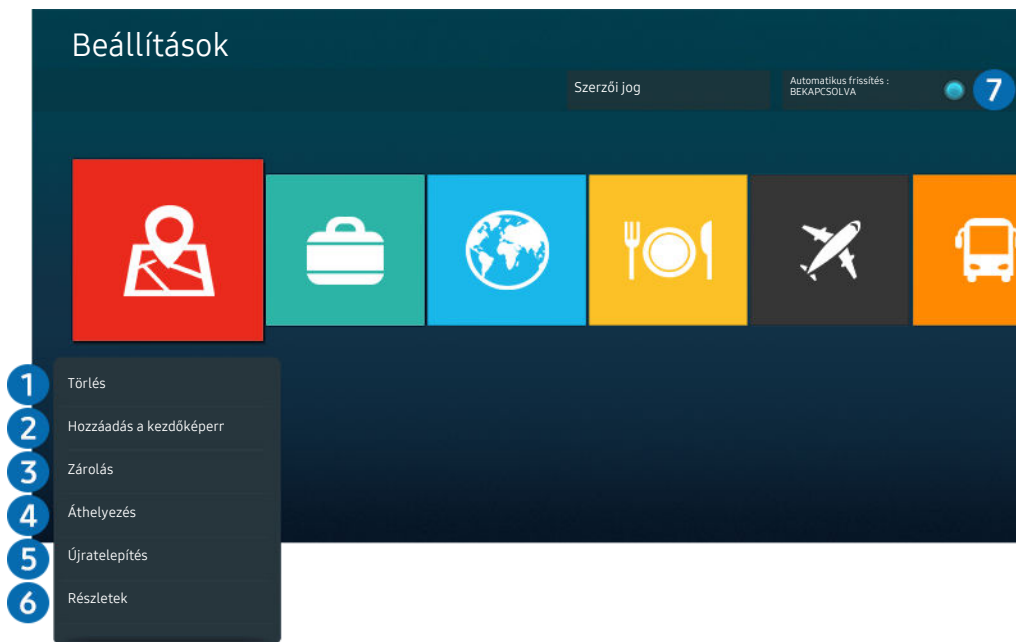 Beállítások
Szerzői jog
Automatikus frissítés :
BEKAPCSOLVA
7
1
Törlés
2
Hozzáadás a kezdőképerr
3
Zárolás
4
Áthelyezés
5
Újratelepítés
6
Részletek